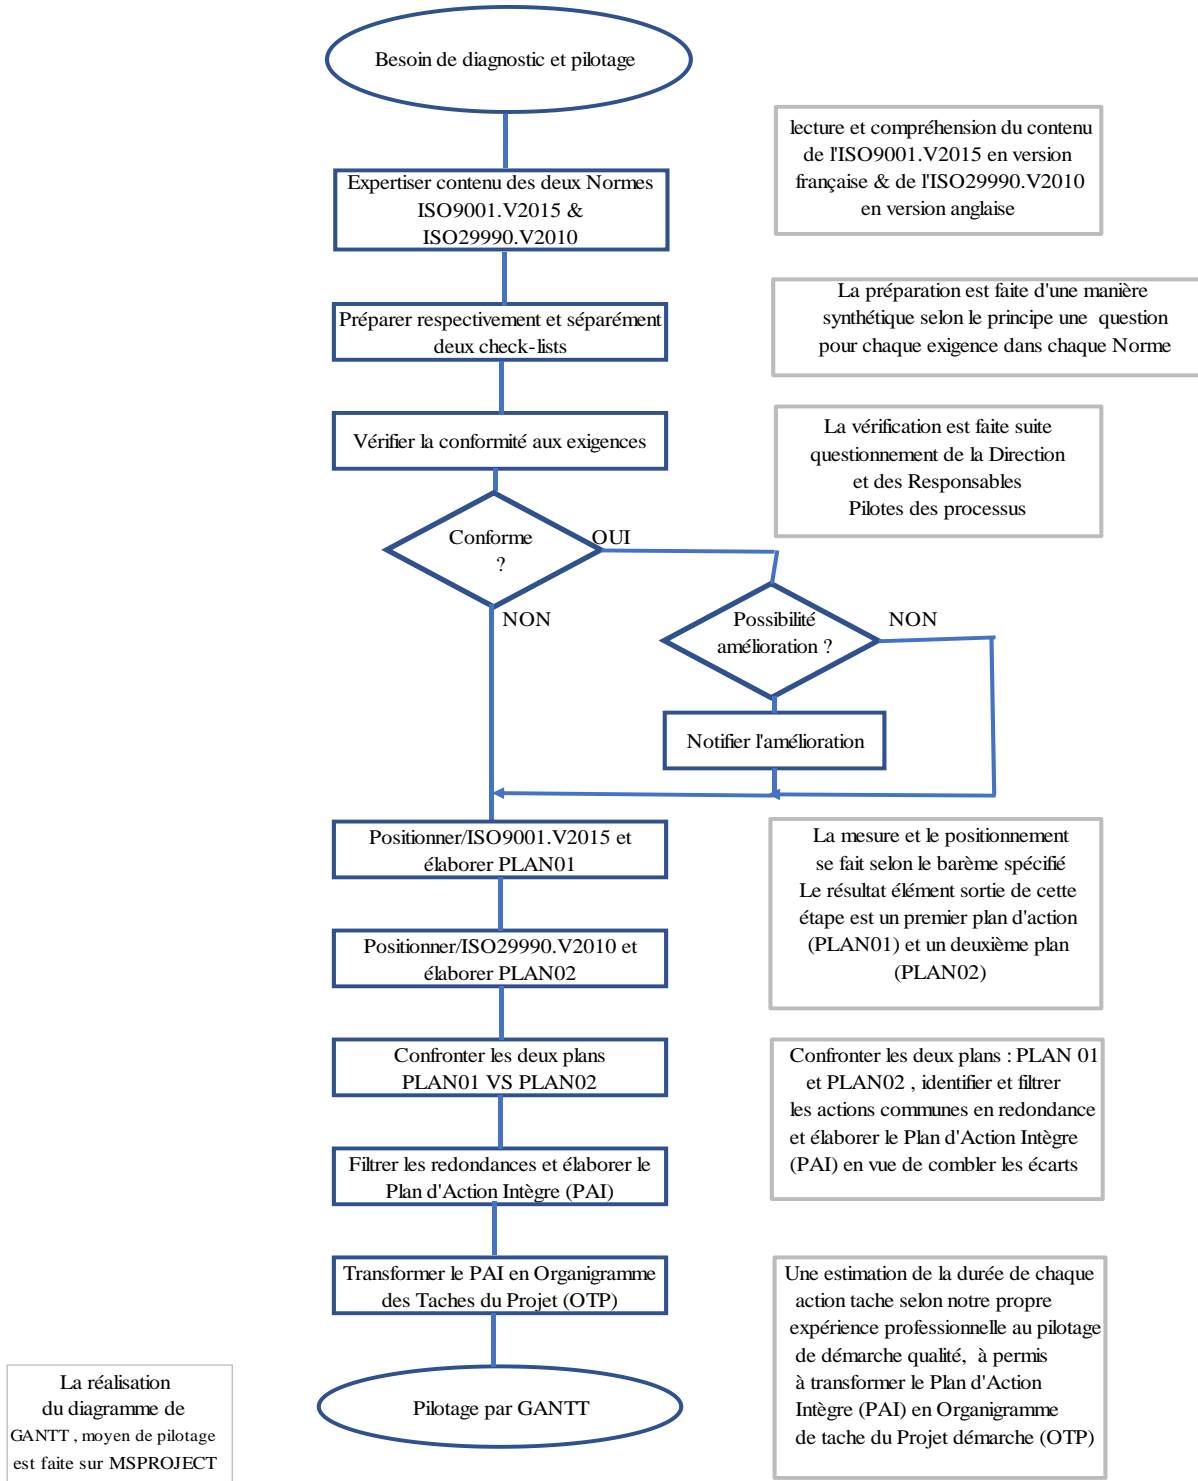 Besoin de diagnostic et pilotage
lecture et compréhension du contenu
de l'ISO9001.V2015 en version
française & de l'ISO29990.V2010
en version anglaise
Expertiser contenu des deux Normes
ISO9001.V2015 &
ISO29990.V2010
La préparation est faite d'une manière
synthétique selon le principe une question
pour chaque exigence dans chaque Norme
Préparer respectivement et séparément
deux check-lists
La vérification est faite suite
questionnement de la Direction
et des Responsables
Pilotes des processus
Vérifier la conformité aux exigences
Conforme
?
OUI
NON
Possibilité
amélioration ?
NON
Notifier l'amélioration
Positionner/ISO9001.V2015 et
élaborer PLAN01
La mesure et le positionnement
se fait selon le barème spécifié
Le résultat élément sortie de cette
étape est un premier plan d'action
(PLAN01) et un deuxième plan
(PLAN02)
Positionner/ISO29990.V2010 et
élaborer PLAN02
Confronter les deux plans
PLAN01 VS PLAN02
Confronter les deux plans : PLAN 01
et PLAN02 , identifier et filtrer
les actions communes en redondance
et élaborer le Plan d'Action Intègre
(PAI) en vue de combler les écarts
Filtrer les redondances et élaborer le
Plan d'Action Intègre (PAI)
Transformer le PAI en Organigramme
des Taches du Projet (OTP)
Une estimation de la durée de chaque
action tache selon notre propre
expérience professionnelle au pilotage
de démarche qualité, à permis
à transformer le Plan d'Action
Intègre (PAI) en Organigramme
de tache du Projet démarche (OTP)
Pilotage par GANTT
La réalisation
du diagramme de
GANTT , moyen de pilotage
est faite sur MSPROJECT